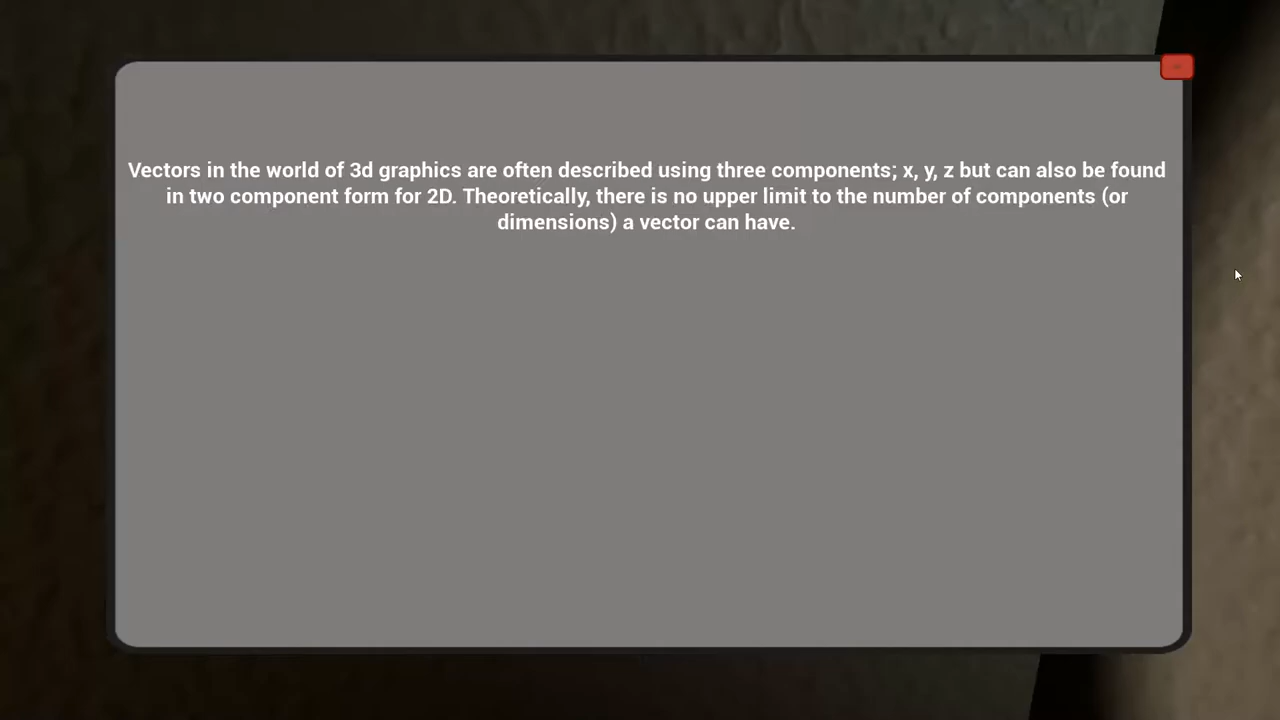 Vectors in the world of 3d graphics are often described using three components; x, y, z but can also be found
in two component form for 2D. Theoretically, there is no upper limit to the number of components (or
dimensions) a vector can have.